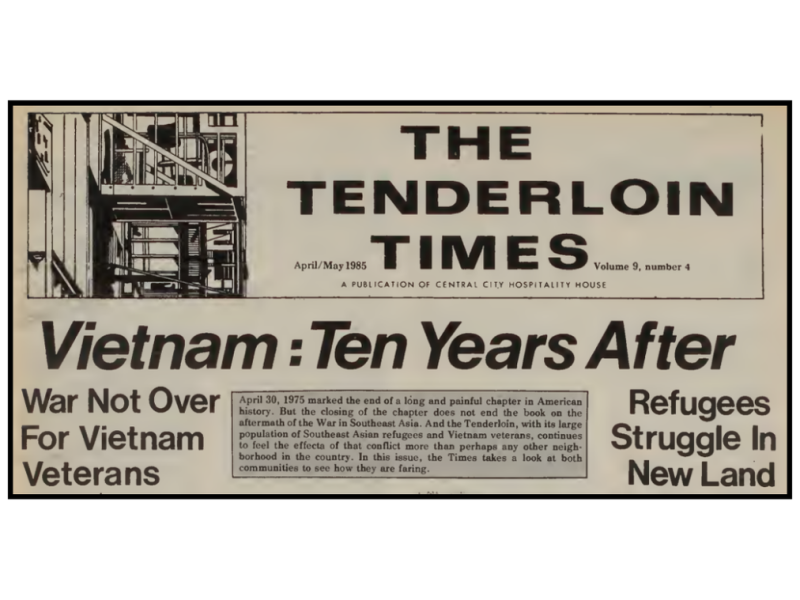 THE
TENDERLOIN
TIMES
April/May 1985
Volume 9, number 4
A PUBLICATION OF CENTRAL CITY HOSPITALITY HOUSE
Vietnam : Ten Years After
War Not Over
For Vietnam
Veterans
April 30, 1975 marked the end of a long and painful chapter in American
history. But the closing of the chapter does not end the book on the
aftermath of the War in Southeast Asia. And the Tenderloin, with its large
population of Southeast Asian refugees and Vietnam veterans, continues
to feel the effects of that conflict more than perhaps any other neigh-
borhood in the country. In this issue, the Times takes a look at both
communities to see how they are faring.
Refugees
Struggle In
New Land